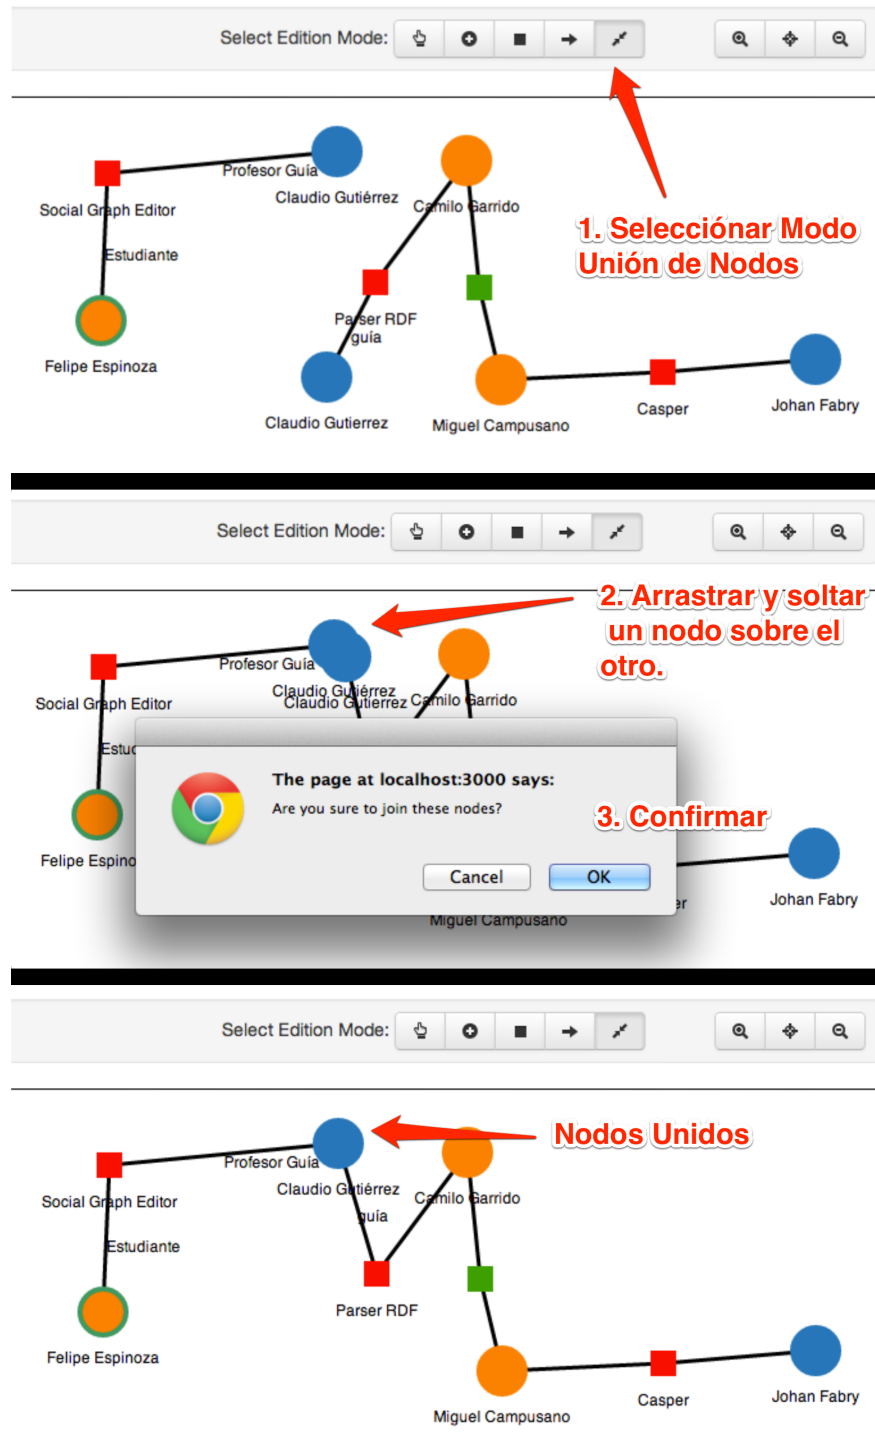 Select Edition Mode:
Profesor Guía
Claudio Gutiérrez
Camilo Garrido
Social Graph Editor
1. Selecciónar Modo
Unión de Nodos
Estudiante
Parser RDF
guía
Felipe Espinoza
Claudio Gutierrez
Miguel Campusano
Casper
Johan Fabry
Select Edition Mode:
2. Arrastrar y soltar
un nodo sobre el
otro.
Profesor Guía
Claudio Gutiérrez
Claudio Gutierrez
Camilo Garrido
Social Graph Editor
Estud
The page at localhost:3000 says:
Are you sure to join these nodes?
3. Confirmar
Cancel
OK
Felipe Espino
Johan Fabry
er
Miguel Campusano
Select Edition Mode:
Nodos Unidos
Profesor Guía
Claudio Gutiérrez
Camilo Garrido
Social Graph Editor
guía
Estudiante
Parser RDF
Felipe Espinoza
Casper
Johan Fabry
Miguel Campusano